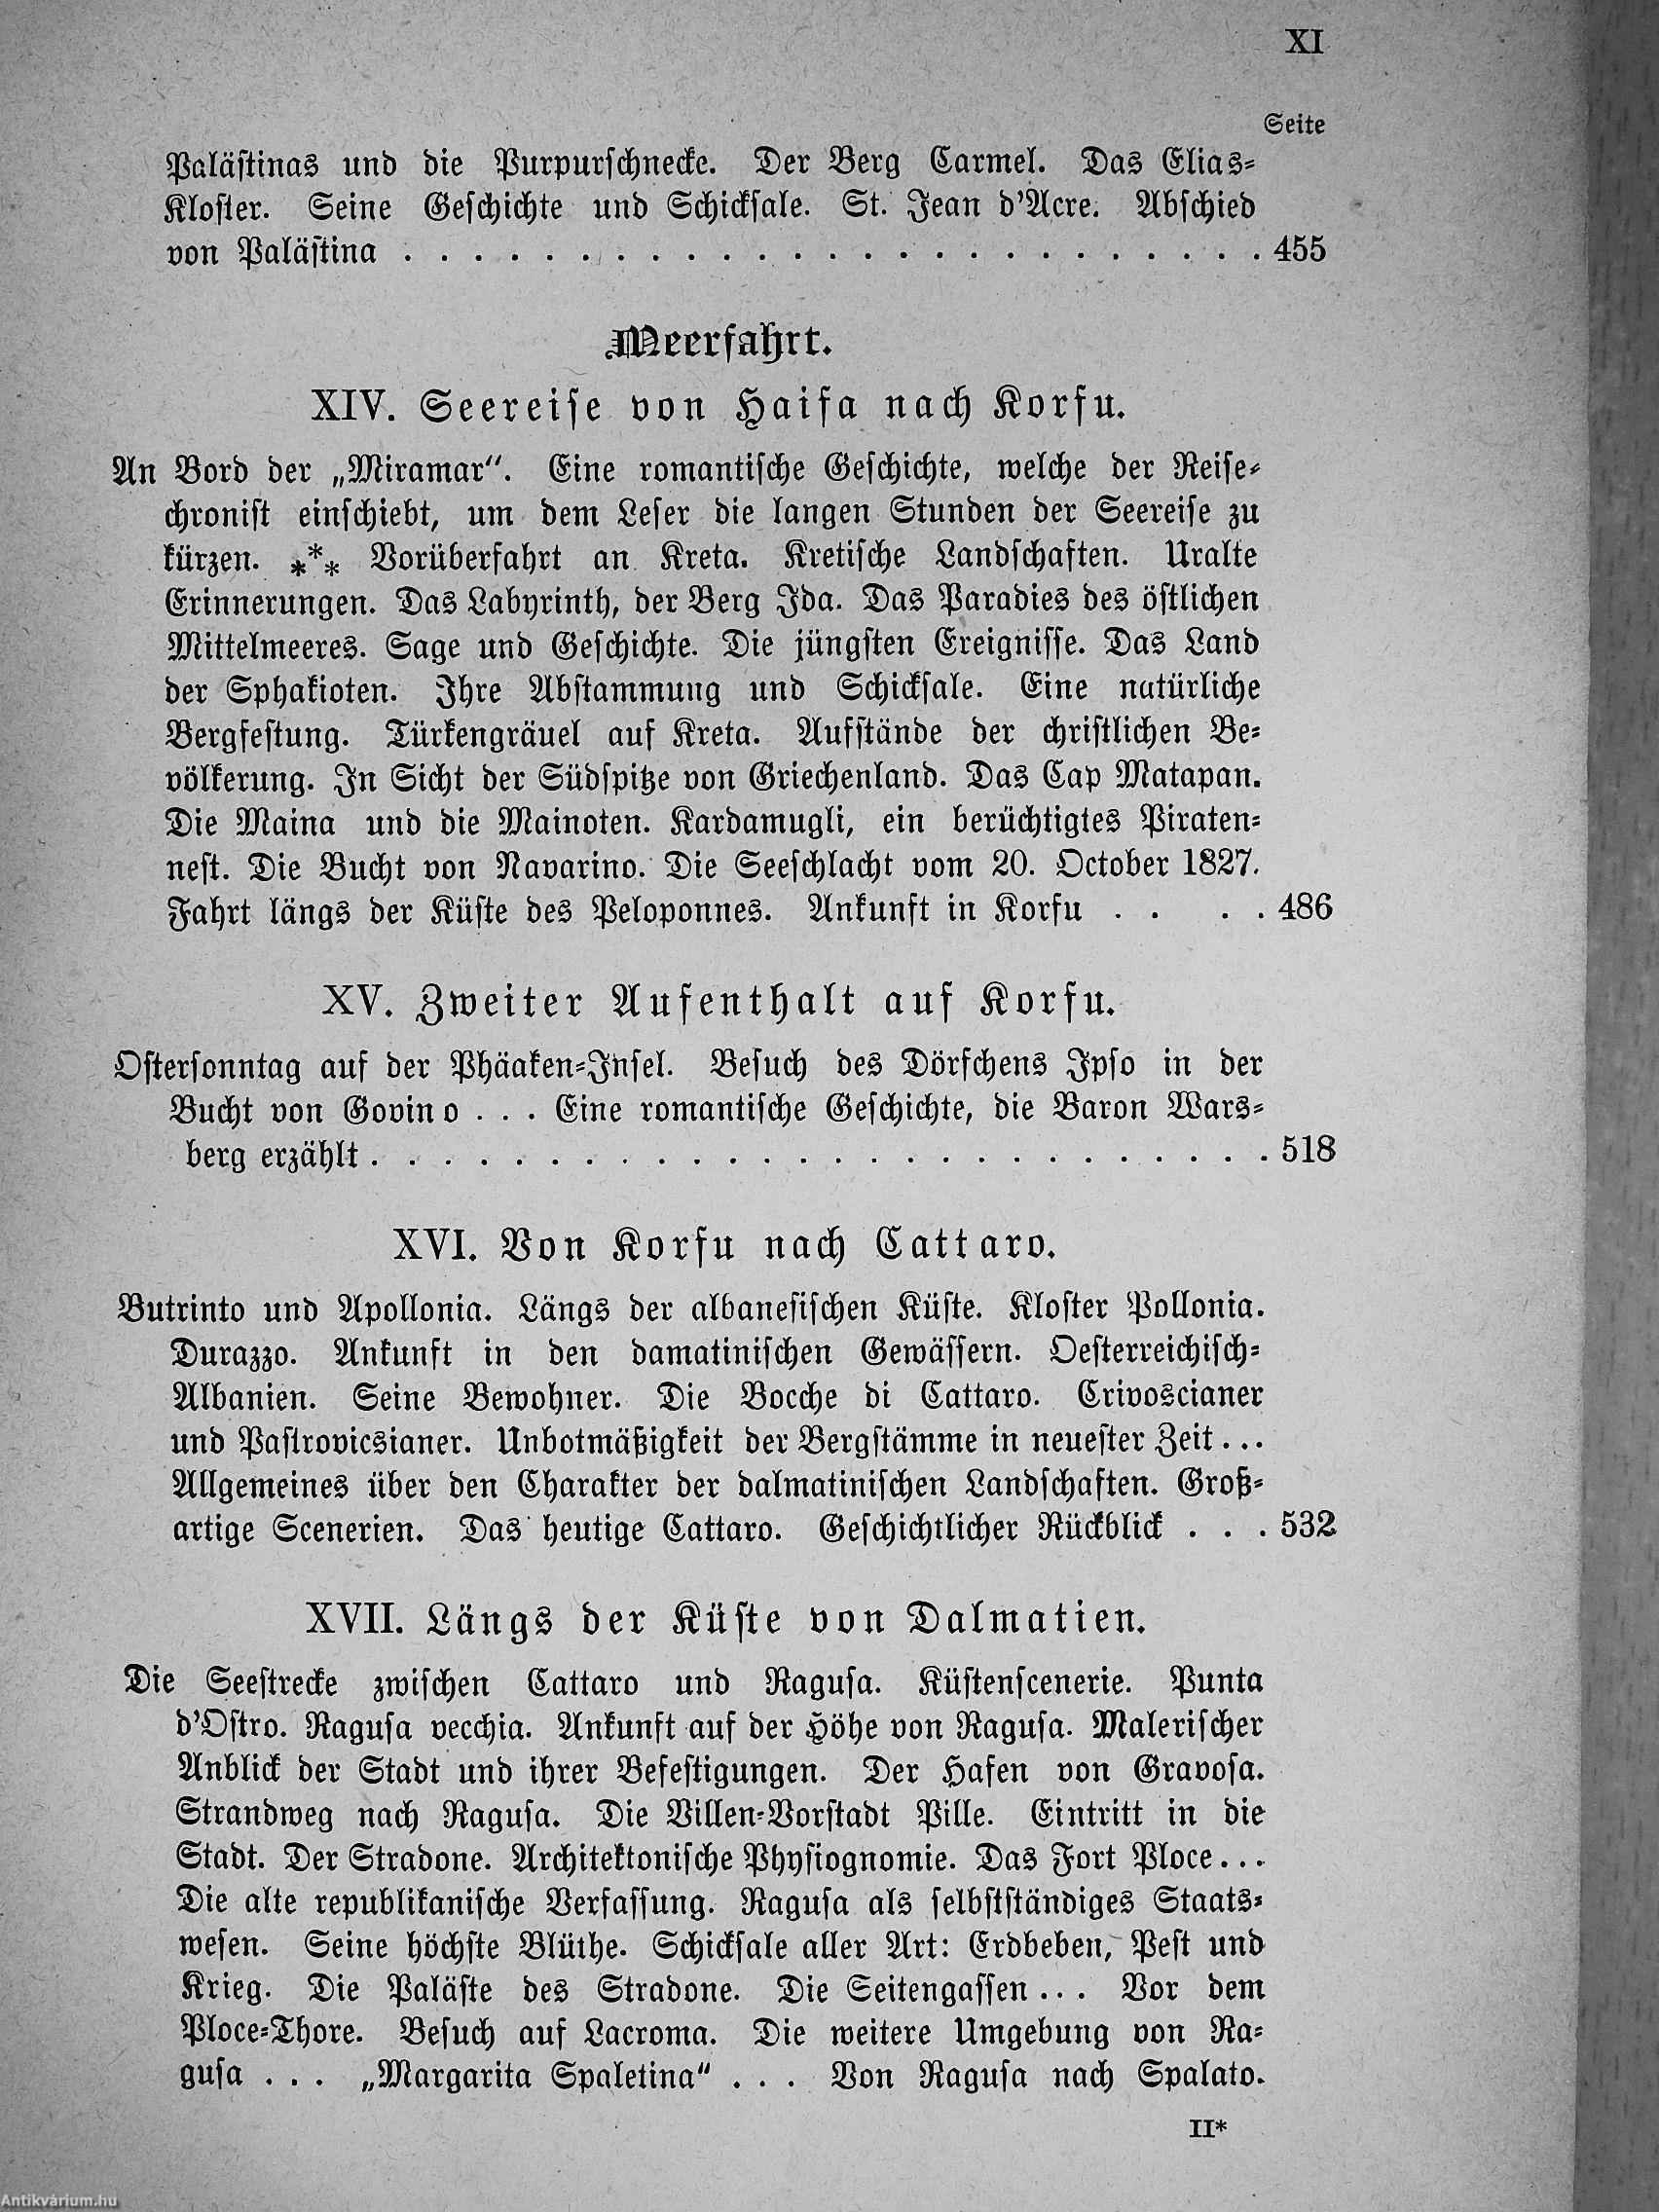 XI
Seite
Palästinas und die Purpurschnecke. Der Berg Carmel. Das Elias-
Kloster. Seine Geschichte und Schicksale. St. Jean d'Acre. Abschied
von Palästina . . . . . . . . . . . . . . . . . . . . . . . . . 455
Meerfahrt.
XIV. Seereise von Haifa nach Korfu.
An Bord der „Miramar“. Eine romantische Geschichte, welche der Reise-
chronist einschiebt, um dem Leser die langen Stunden der Seereise zu
kürzen. *** Vorüberfahrt an Kreta. Kretische Landschaften. Uralte
Erinnerungen. Das Labyrinth, der Berg Ida. Das Paradies des östlichen
Mittelmeeres. Sage und Geschichte. Die jüngsten Ereignisse. Das Land
der Sphakioten. Ihre Abstammung und Schicksale. Eine natürliche
Bergfestung. Türkengräuel auf Kreta. Aufstände der christlichen Be-
völkerung. In Sicht der Südspitze von Griechenland. Das Cap Matapan.
Die Maina und die Mainoten. Kardamugli, ein berüchtigtes Piraten-
nest. Die Bucht von Navarino. Die Seeschlacht vom 20. October 1827.
Fahrt längs der Küste des Peloponnes. Ankunft in Korfu . . . . 486
XV. Zweiter Aufenthalt auf Korfu.
Ostersonntag auf der Phäaken-Insel. Besuch des Dörfchens Ipso in der
Bucht von Govino . . . Eine romantische Geschichte, die Baron Wars-
berg erzählt . . . . . . . . . . . . . . . . . . . . . . . . . . 518
XVI. Von Korfu nach Cattaro.
Butrinto und Apollonia. Längs der albanesischen Küste. Kloster Pollonia.
Durazzo. Ankunft in den damatinischen Gewässern. Oesterreichisch-
Albanien. Seine Bewohner. Die Bocche di Cattaro. Crivoscianer
und Pastrovicsianer. Unbotmäßigkeit der Bergstämme in neuester Zeit . . .
Allgemeines über den Charakter der dalmatinischen Landschaften. Groß-
artige Scenerien. Das heutige Cattaro. Geschichtlicher Rückblick . . . 532
XVII. Längs der Küste von Dalmatien.
Die Seestrecke zwischen Cattaro und Ragusa. Küstenscenerie. Punta
d'Ostro. Ragusa vecchia. Ankunft auf der Höhe von Ragusa. Malerischer
Anblick der Stadt und ihrer Befestigungen. Der Hafen von Gravosa.
Strandweg nach Ragusa. Die Villen-Vorstadt Pille. Eintritt in die
Stadt. Der Stradone. Architektonische Physiognomie. Das Fort Ploce . . .
Die alte republikanische Verfassung. Ragusa als selbstständiges Staats-
wesen. Seine höchste Blüthe. Schicksale aller Art: Erdbeben, Pest und
Krieg. Die Paläste des Stradone. Die Seitengassen . . . Vor dem
Ploce-Thore. Besuch auf Lacroma. Die weitere Umgebung von Ra-
gusa . . . „Margarita Spaletina“ . . . Von Ragusa nach Spalato.
II*
Antikvárium.hu